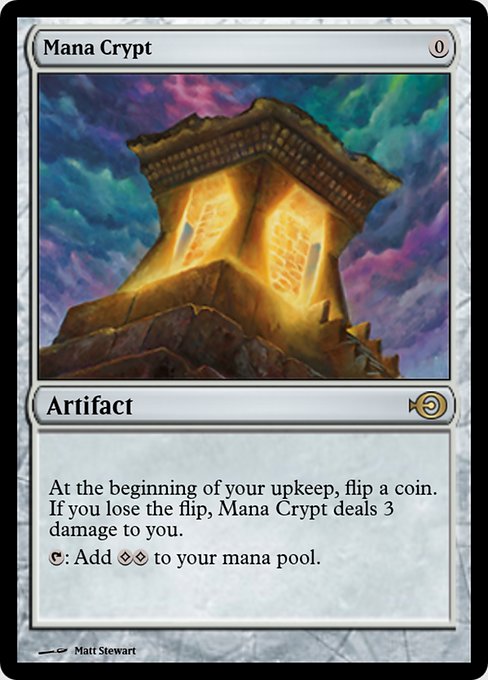 Mana Crypt 0
Artifact
At the beginning of your upkeep, flip a coin.
If you lose the flip, Mana Crypt deals 3
damage to you.
: Add to your mana pool.
Matt Stewart